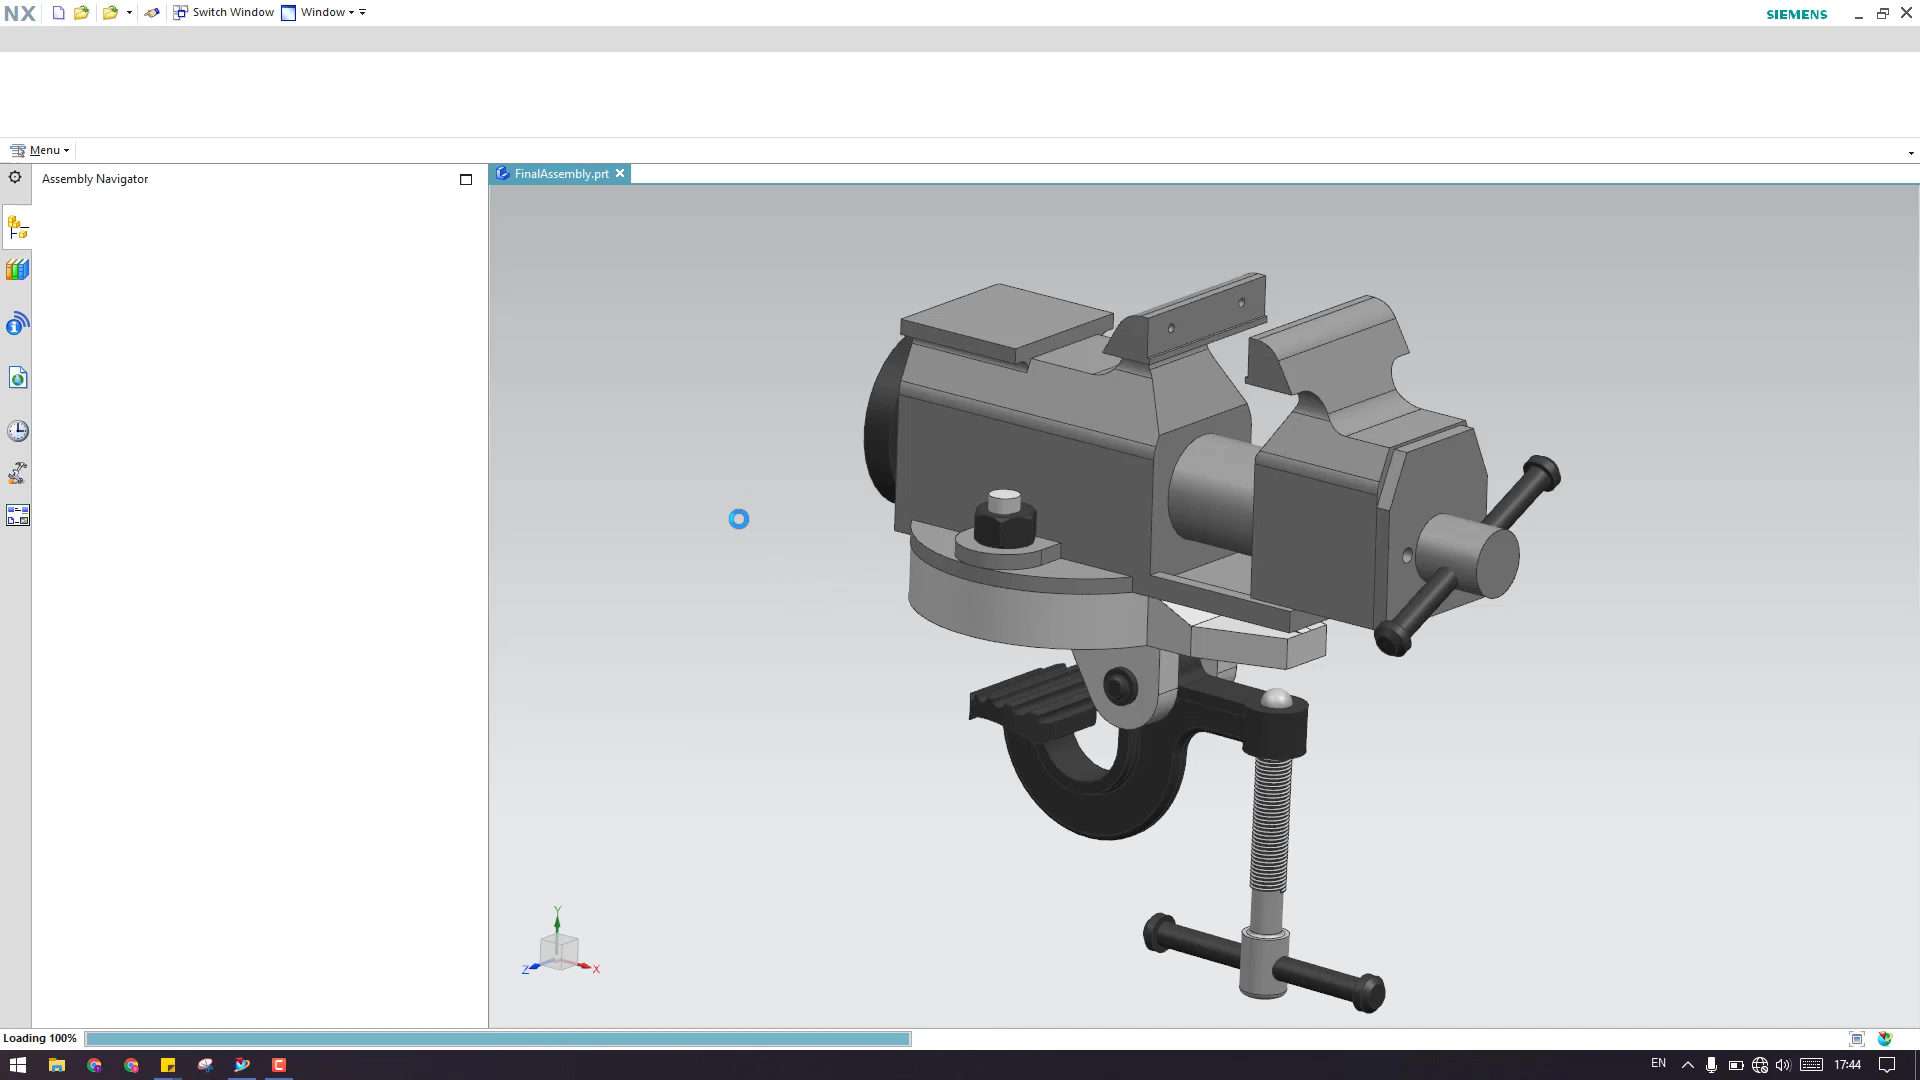 NX Switch Window Window SIEMENS
Menu
Assembly Navigator
FinalAssembly.prt
Y
Z X
Loading 100%
EN 17:44